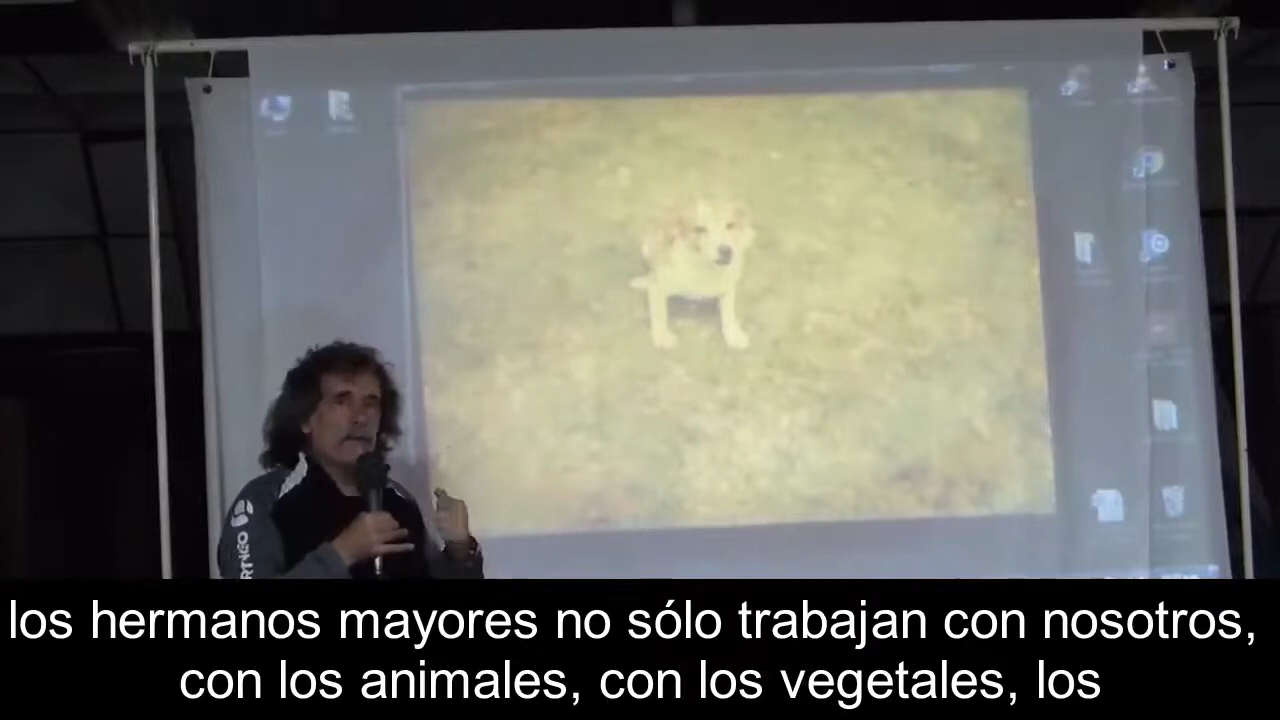 los hermanos mayores no sólo trabajan con nosotros,
con los animales, con los vegetales, los